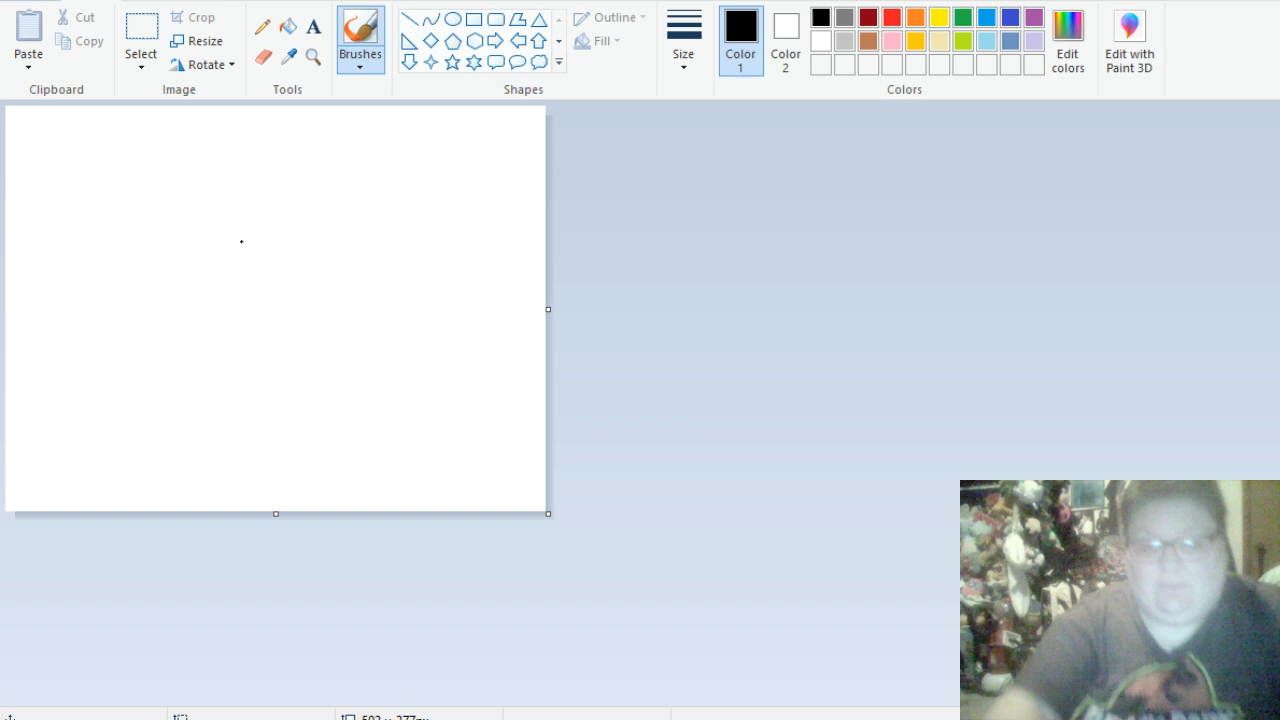 Paste
Cut
Copy
Clipboard
Select
Crop
Resize
Rotate
Image
A
Tools
Brushes
Shapes
Outline
Fill
Size
Color
1
Color
2
Edit
colors
Colors
Edit with
Paint 3D